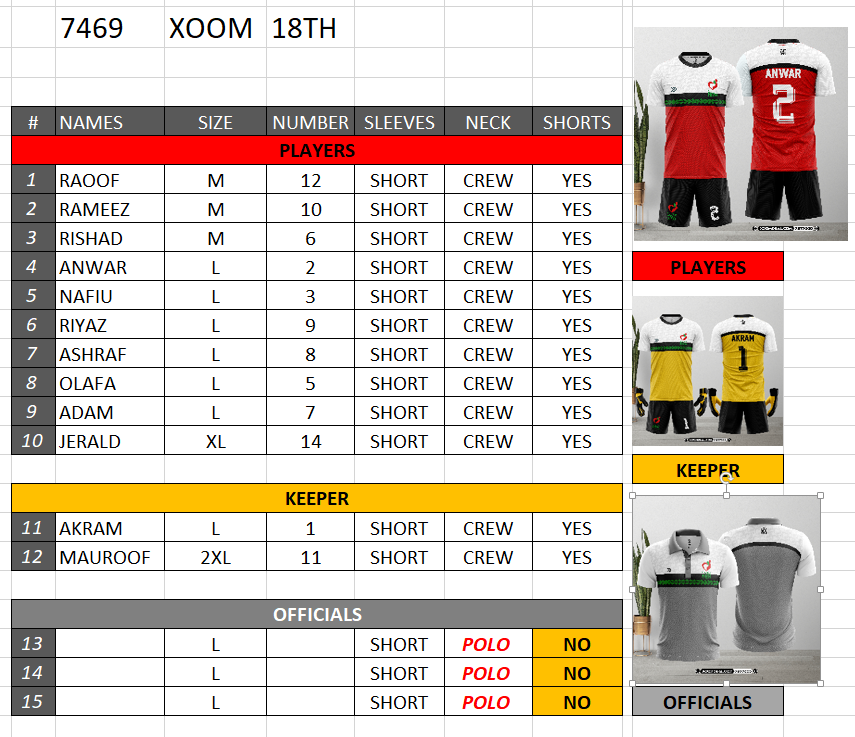 7469 XOOM 18TH
# NAMES SIZE NUMBER SLEEVES NECK SHORTS
PLAYERS
1 RAOOF M 12 SHORT CREW YES
2 RAMEEZ M 10 SHORT CREW YES
3 RISHAD M 6 SHORT CREW YES
4 ANWAR L 2 SHORT CREW YES
5 NAFIU L 3 SHORT CREW YES
6 RIYAZ L 9 SHORT CREW YES
7 ASHRAF L 8 SHORT CREW YES
8 OLAFA L 5 SHORT CREW YES
9 ADAM L 7 SHORT CREW YES
10 JERALD XL 14 SHORT CREW YES
KEEPER
11 AKRAM L 1 SHORT CREW YES
12 MAUROOF 2XL 11 SHORT CREW YES
OFFICIALS
13 L SHORT POLO NO
14 L SHORT POLO NO
15 L SHORT POLO NO
ANWAR
2
2
PLAYERS
AKRAM
1
1
KEEPER
OFFICIALS